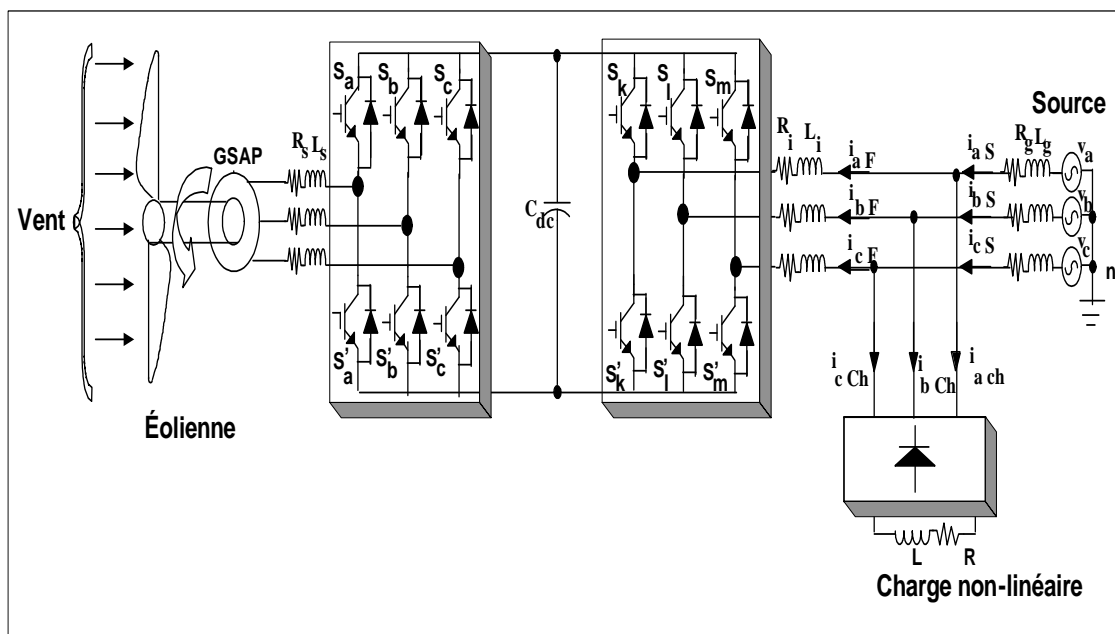 Vent
Éolienne
GSAP
R_s L_s
S_a S_b S_c
S'_a S'_b S'_c
C_dc
S_k S_l S_m
S'_k S'_l S'_m
R_i L_i
i_a F
i_b F
i_c F
i_a S
i_b S
i_c S
Source
R_g L_g
v_a
v_b
v_c
n
i_c Ch
i_b Ch
i_a ch
L R
Charge non-linéaire